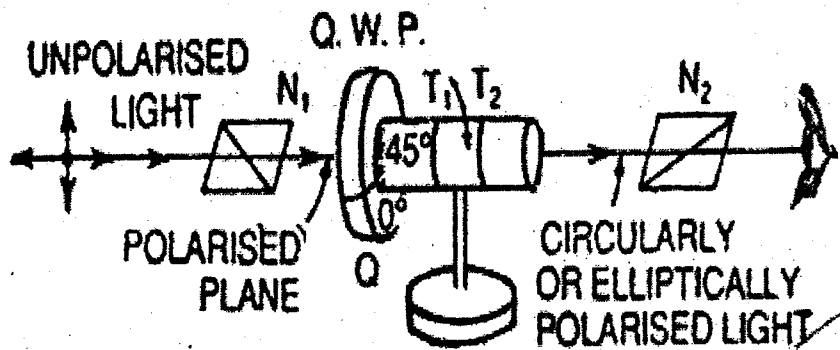 Q. W. P.
UNPOLARISED
LIGHT
N1
T1 T2
N2
45°
0°
POLARISED
PLANE
Q
CIRCULARLY
OR ELLIPTICALLY
POLARISED LIGHT